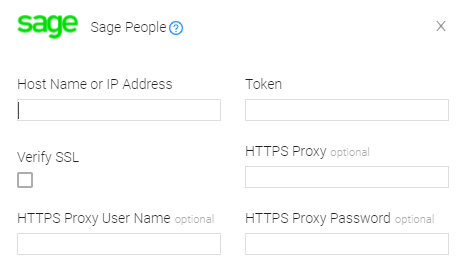 sage Sage People ?
Host Name or IP Address Token
Verify SSL HTTPS Proxy optional
HTTPS Proxy User Name optional HTTPS Proxy Password optional